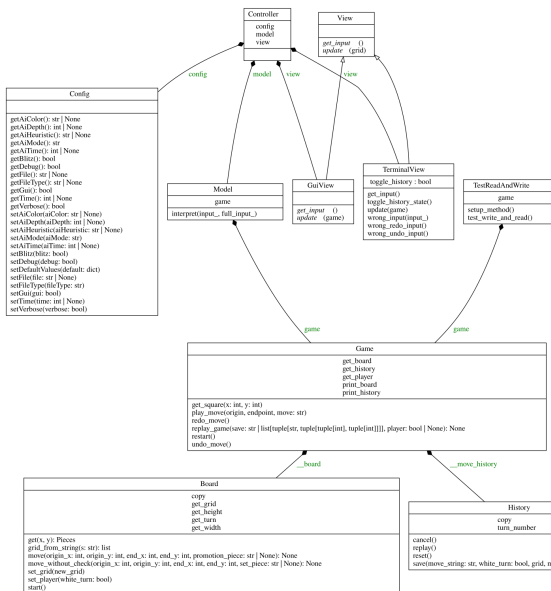 Controller
config
model
view
View
get_input ()
update (grid)
config
model
view
view
Config
getAiColor(): str | None
getAiDepth(): int | None
getAiHeuristic(): str | None
getAiMode(): str
getAiTime(): int | None
getBlitz(): bool
getDebug(): bool
getFile(): str | None
getFileType(): str | None
getGui(): bool
getTime(): int | None
getVerbose(): bool
setAiColor(aiColor: str | None)
setAiDepth(aiDepth: int | None)
setAiHeuristic(aiHeuristic: str | None)
setAiMode(aiMode: str)
setAiTime(aiTime: int | None)
setBlitz(blitz: bool)
setDebug(debug: bool)
setDefaultValues(default: dict)
setFile(file: str | None)
setFileType(fileType: str)
setGui(gui: bool)
setTime(time: int | None)
setVerbose(verbose: bool)
Model
game
interpret(input_, full_input_)
GuiView
get_input ()
update (game)
TerminalView
toggle_history : bool
get_input()
toggle_history_state()
update(game)
wrong_input(input_)
wrong_redo_input()
wrong_undo_input()
TestReadAndWrite
game
setup_method()
test_write_and_read()
game
game
Game
get_board
get_history
get_player
print_board
print_history
get_square(x: int, y: int)
play_move(origin, endpoint, move: str)
redo_move()
replay_game(save: str | list[tuple[str, tuple[tuple[int], tuple[int]]]], player: bool | None): None
restart()
undo_move()
__board
__move_history
Board
copy
get_grid
get_height
get_turn
get_width
get(x, y): Pieces
grid_from_string(s: str): list
move(origin_x: int, origin_y: int, end_x: int, end_y: int, promotion_piece: str | None): None
move_without_check(origin_x: int, origin_y: int, end_x: int, end_y: int, set_piece: str | None): None
set_grid(new_grid)
set_player(white_turn: bool)
start()
History
copy
turn_number
cancel()
replay()
reset()
save(move_string: str, white_turn: bool, grid,